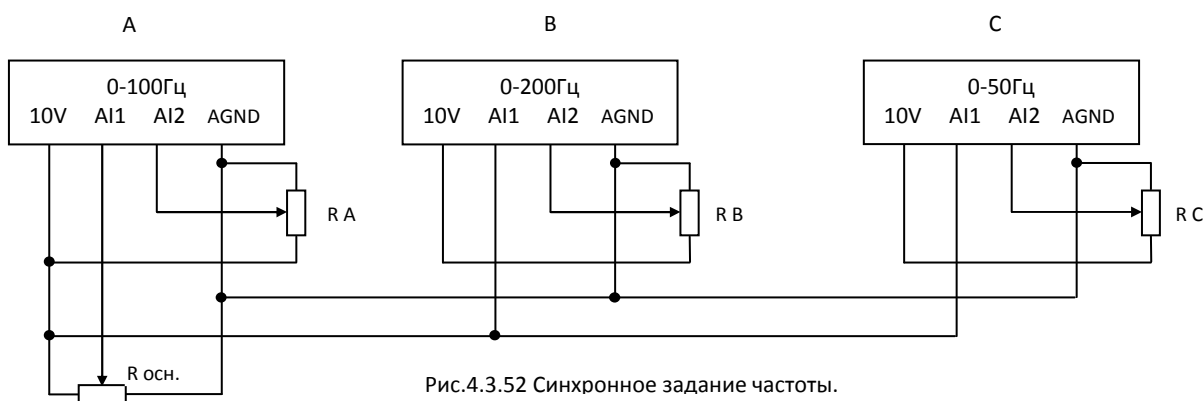 А В С
0-100Гц 0-200Гц 0-50Гц
10V AI1 AI2 AGND 10V AI1 AI2 AGND 10V AI1 AI2 AGND
R A R B R C
R осн.
Рис.4.3.52 Синхронное задание частоты.